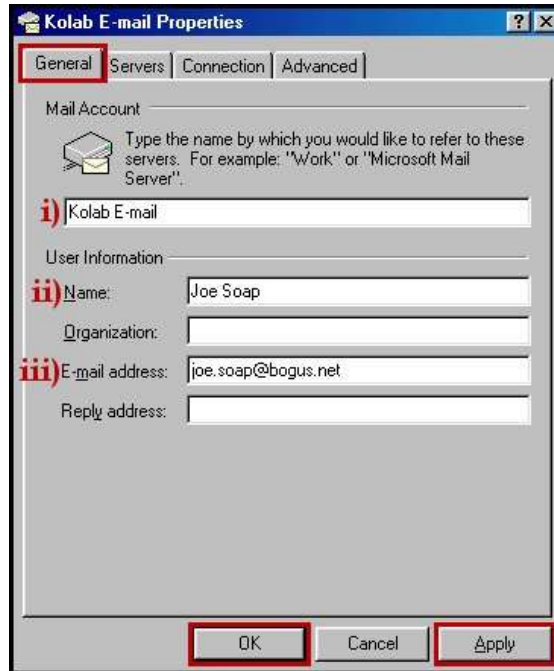 Kolab E-mail Properties
General Servers Connection Advanced
Mail Account
Type the name by which you would like to refer to these
servers. For example: "Work" or "Microsoft Mail
Server".
i) Kolab E-mail
User Information
ii) Name: Joe Soap
Organization:
iii) E-mail address: joe.soap@bogus.net
Reply address:
OK Cancel Apply